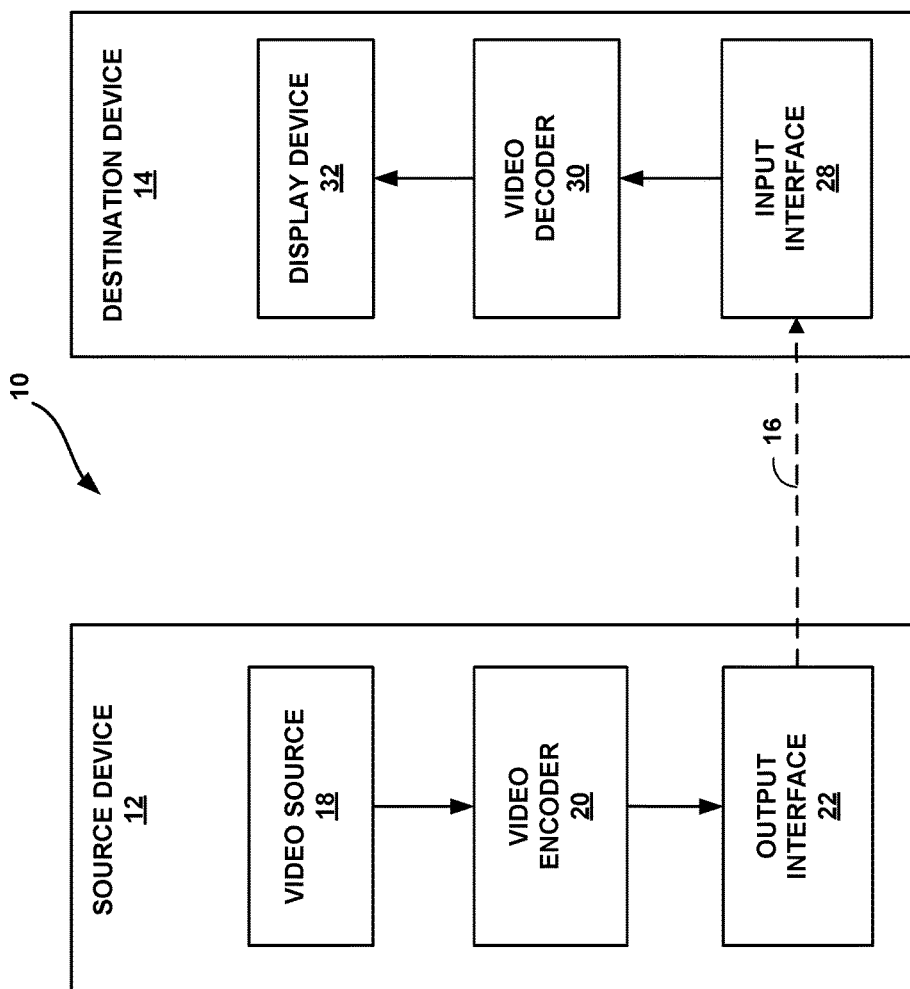 10
SOURCE DEVICE
12
VIDEO SOURCE
18
VIDEO
ENCODER
20
OUTPUT
INTERFACE
22
16
DESTINATION DEVICE
14
DISPLAY DEVICE
32
VIDEO
DECODER
30
INPUT
INTERFACE
28